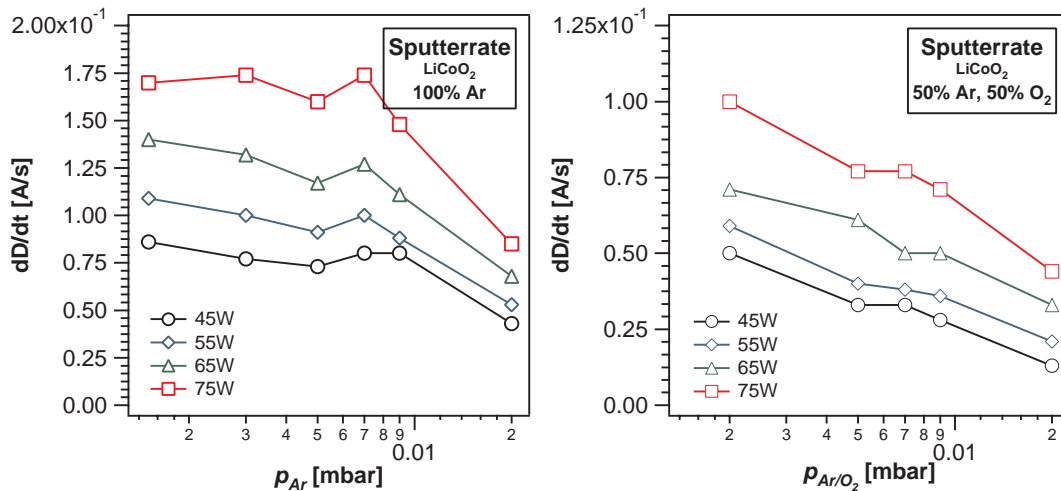 2.00x10⁻¹
1.75
1.50
1.25
1.00
0.75
0.50
0.25
0.00
dD/dt [A/s]
Sputterrate
LiCoO₂
100% Ar
45W
55W
65W
75W
2 3 4 5 6 7 8 9 2
0.01
p_Ar [mbar]
1.25x10⁻¹
1.00
0.75
0.50
0.25
0.00
dD/dt [A/s]
Sputterrate
LiCoO₂
50% Ar, 50% O₂
45W
55W
65W
75W
2 3 4 5 6 7 8 9 2
0.01
p_Ar/O₂ [mbar]